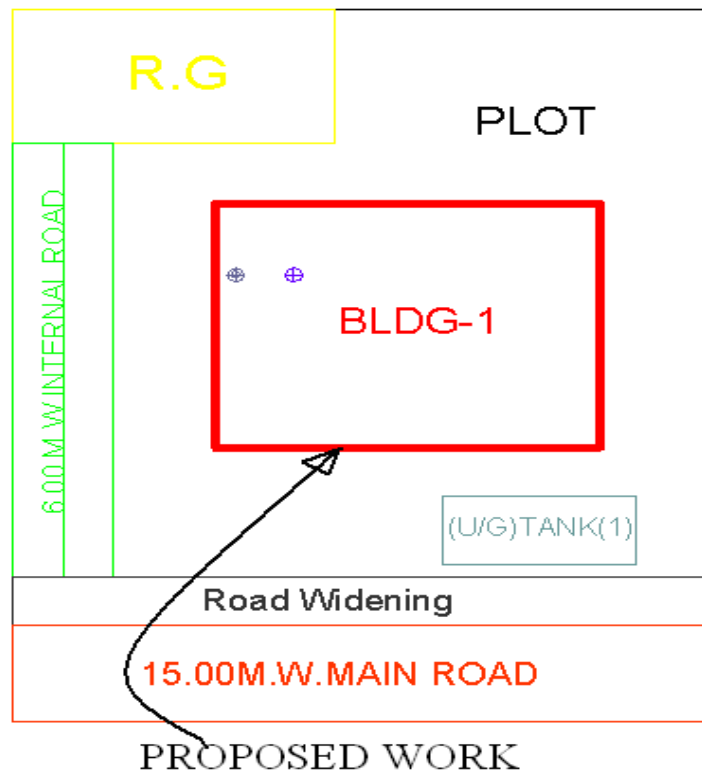 R.G
PLOT
6.00 M W.INTERNAL ROAD
BLDG-1
(U/G)TANK(1)
Road Widening
15.00M.W.MAIN ROAD
PROPOSED WORK